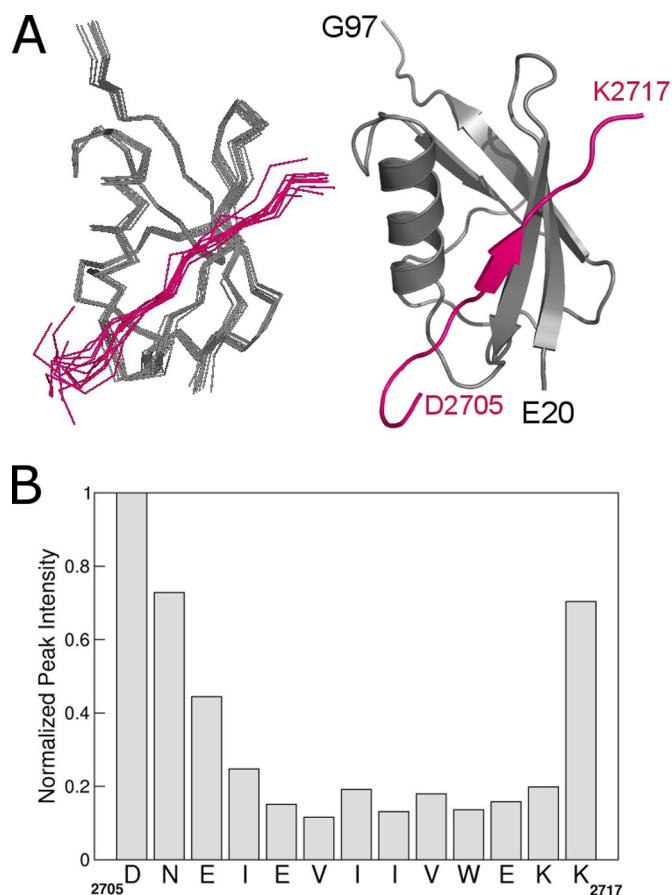 A
G97
K2717
D2705
E20
B
Normalized Peak Intensity
1
0.8
0.6
0.4
0.2
0
D N E I E V I I V W E K K
2705 2717